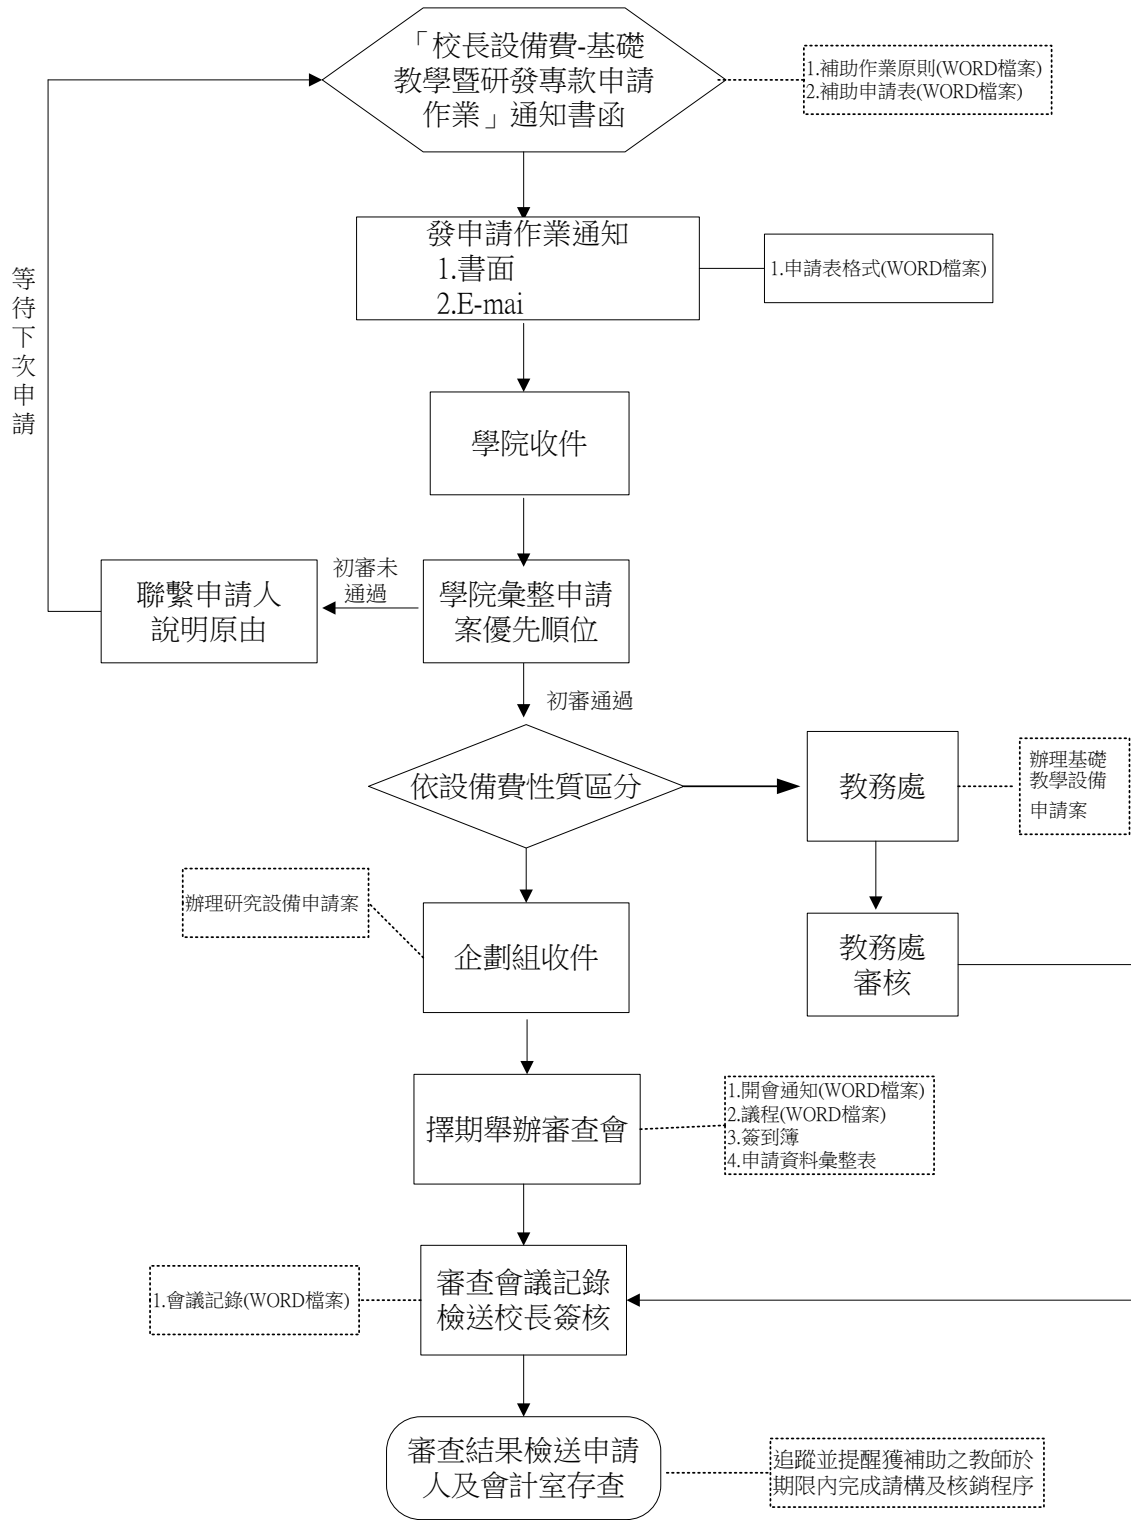 「校長設備費-基礎
教學暨研發專款申請
作業」通知書函
1.補助作業原則(WORD檔案)
2.補助申請表(WORD檔案)
發申請作業通知
1.書面
2.E-mai
1.申請表格式(WORD檔案)
等
待
下
次
申
請
學院收件
聯繫申請人
說明原由
初審未
通過
學院彙整申請
案優先順位
初審通過
依設備費性質區分
教務處
辦理基礎
教學設備
申請案
辦理研究設備申請案
企劃組收件
教務處
審核
擇期舉辦審查會
1.開會通知(WORD檔案)
2.議程(WORD檔案)
3.簽到簿
4.申請資料彙整表
1.會議記錄(WORD檔案)
審查會議記錄
檢送校長簽核
審查結果檢送申請
人及會計室存查
追蹤並提醒獲補助之教師於
期限內完成請構及核銷程序